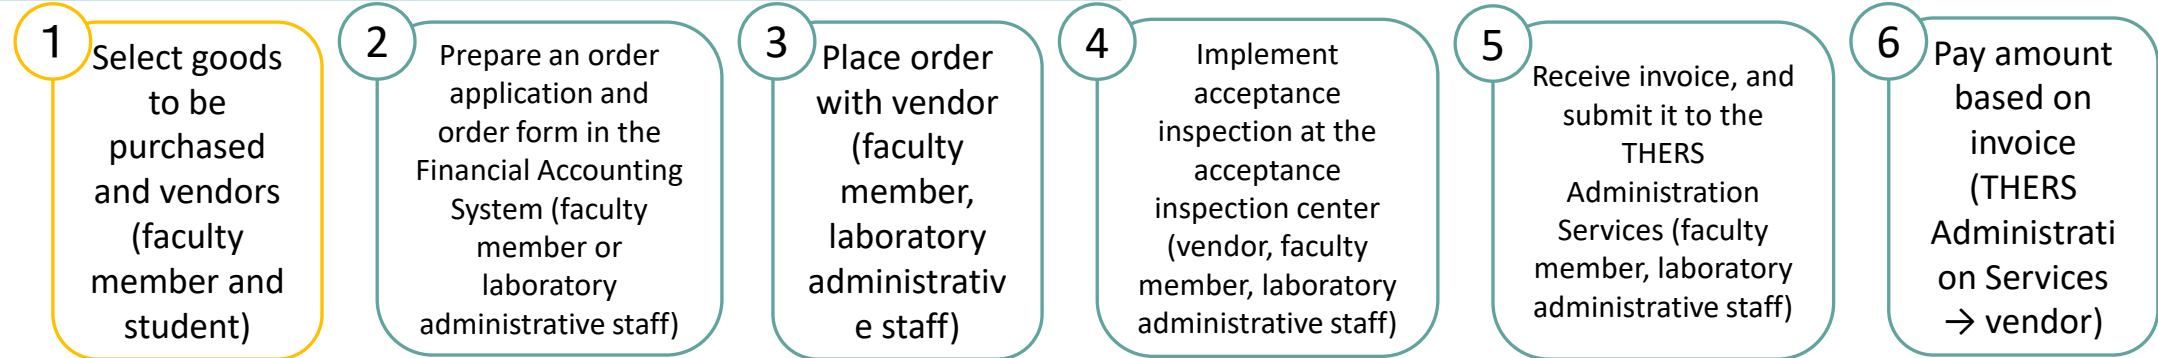 1
Select goods
to be
purchased
and vendors
(faculty
member and
student)
2
Prepare an order
application and
order form in the
Financial Accounting
System (faculty
member or
laboratory
administrative staff)
3
Place order
with vendor
(faculty
member,
laboratory
administrativ
e staff)
4
Implement
acceptance
inspection at the
acceptance
inspection center
(vendor, faculty
member, laboratory
administrative staff)
5
Receive invoice, and
submit it to the
THERS
Administration
Services (faculty
member, laboratory
administrative staff)
6
Pay amount
based on
invoice
(THERS
Administrati
on Services
→ vendor)